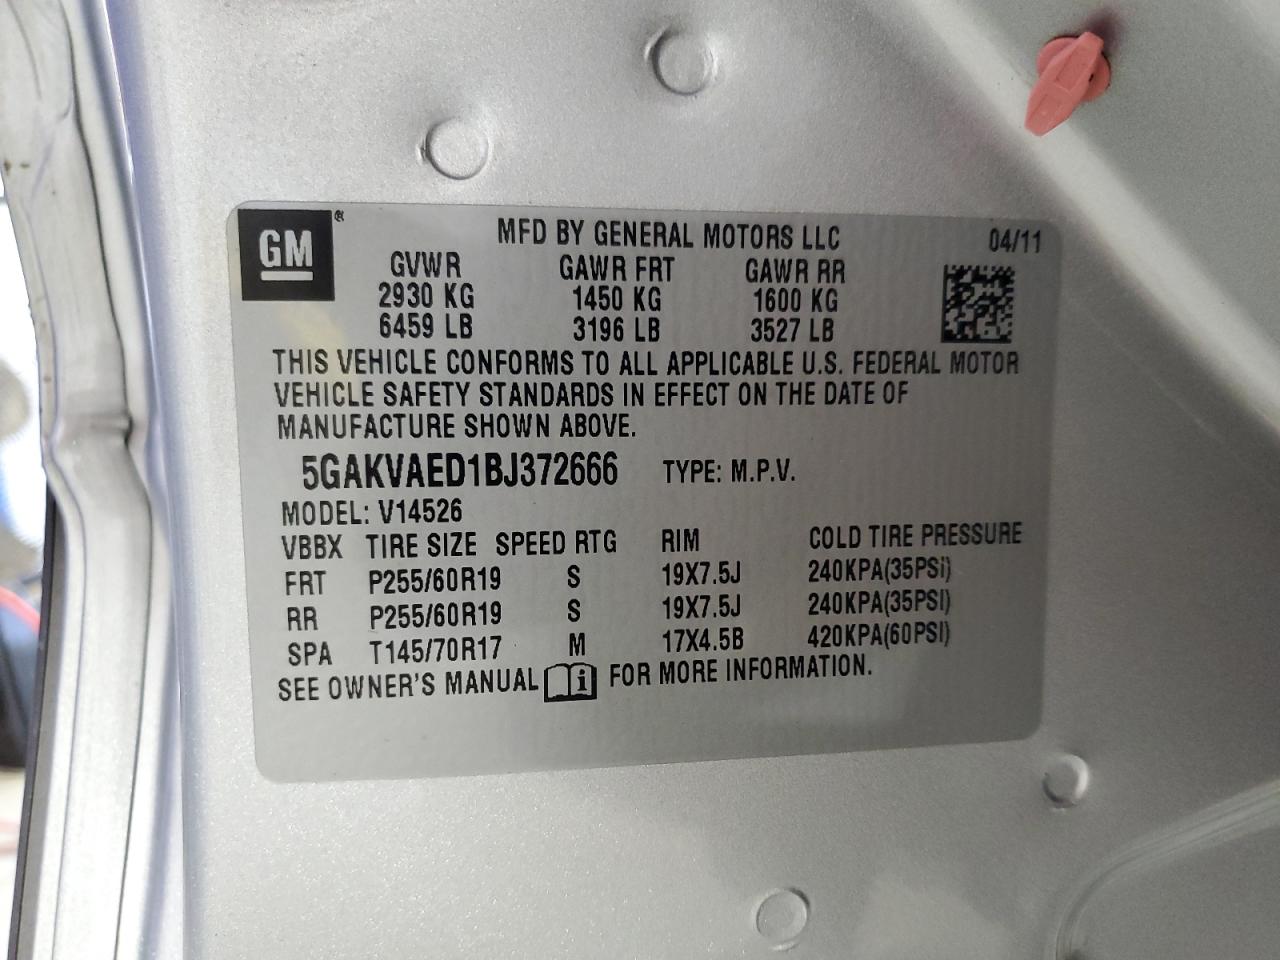 GM ® MFD BY GENERAL MOTORS LLC 04/11
GVWR GAWR FRT GAWR RR
2930 KG 1450 KG 1600 KG
6459 LB 3196 LB 3527 LB
THIS VEHICLE CONFORMS TO ALL APPLICABLE U.S. FEDERAL MOTOR
VEHICLE SAFETY STANDARDS IN EFFECT ON THE DATE OF
MANUFACTURE SHOWN ABOVE.
5GAKVAED1BJ372666 TYPE: M.P.V.
MODEL: V14526
VBBX TIRE SIZE SPEED RTG RIM COLD TIRE PRESSURE
FRT P255/60R19 S 19X7.5J 240KPA(35PSI)
RR P255/60R19 S 19X7.5J 240KPA(35PSI)
SPA T145/70R17 M 17X4.5B 420KPA(60PSI)
SEE OWNER'S MANUAL i FOR MORE INFORMATION.